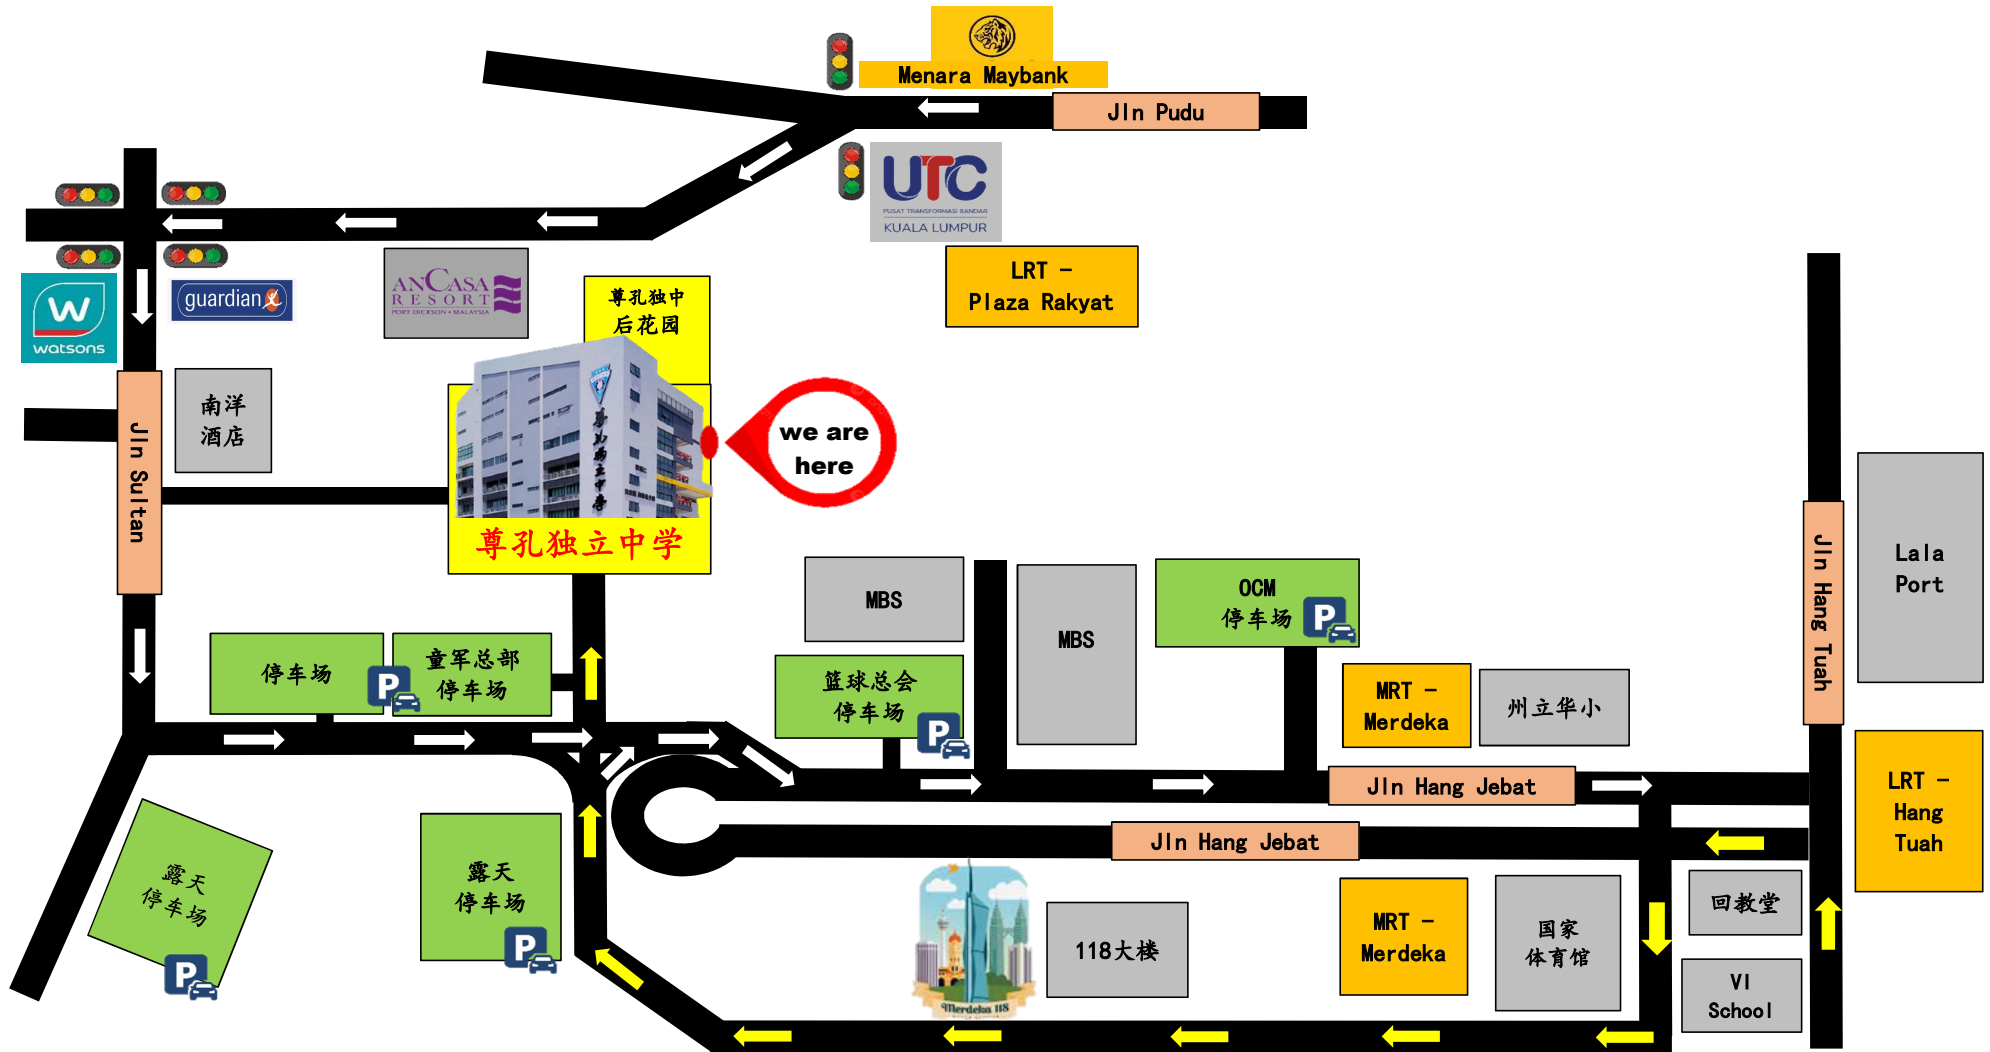 Menara Maybank
Jln Pudu
UTC
PUSAT TRANSFORMASI BANDAR
KUALA LUMPUR
LRT -
Plaza Rakyat
W
watsons
guardian
ANCASA
RESORT
PORT DICKSON • MALAYSIA
尊孔独中
后花园
南洋
酒店
Jln Sultan
尊孔独立中学
尊孔独立中学
we are
here
MBS
MBS
OCM
停车场
P
Jln Hang Tuah
Lala
Port
停车场
P
童军总部
停车场
篮球总会
停车场
P
MRT -
Merdeka
州立华小
Jln Hang Jebat
LRT -
Hang
Tuah
Jln Hang Jebat
露天
停车场
P
露天
停车场
P
Merdeka 118
118大楼
MRT -
Merdeka
国家
体育馆
回教堂
VI
School